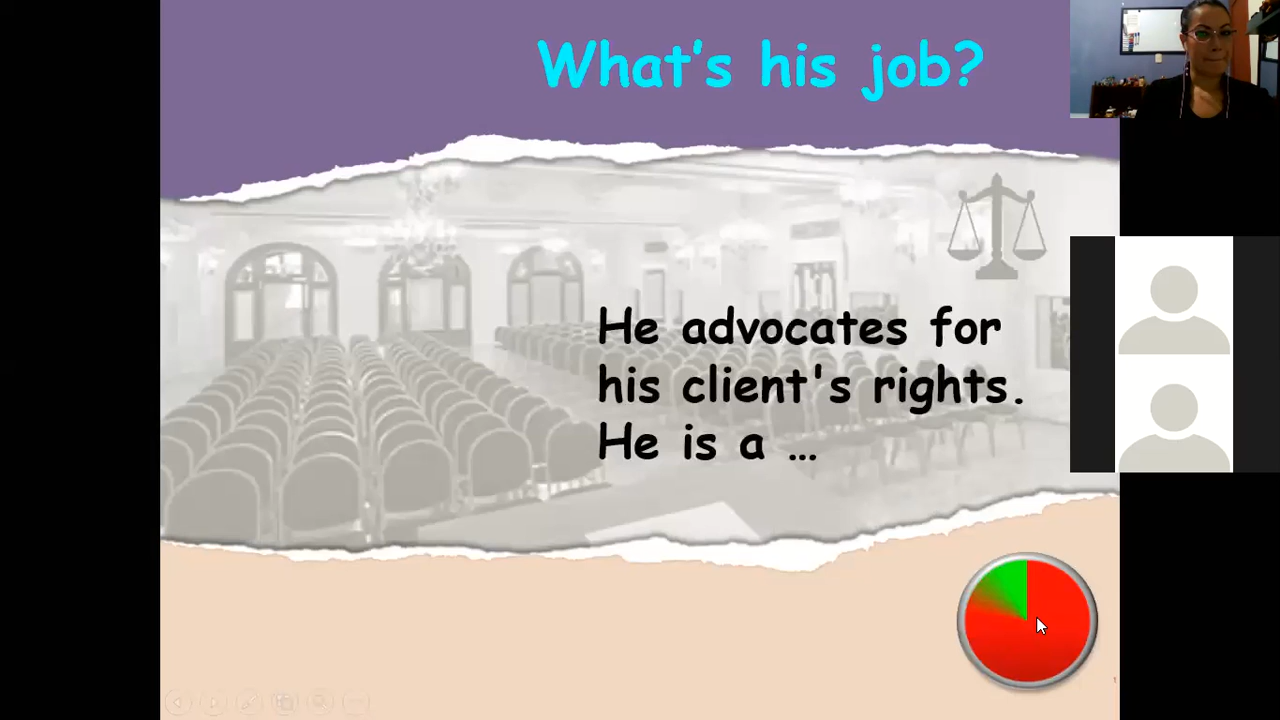 What's his job?
He advocates for
his client's rights.
He is a ...